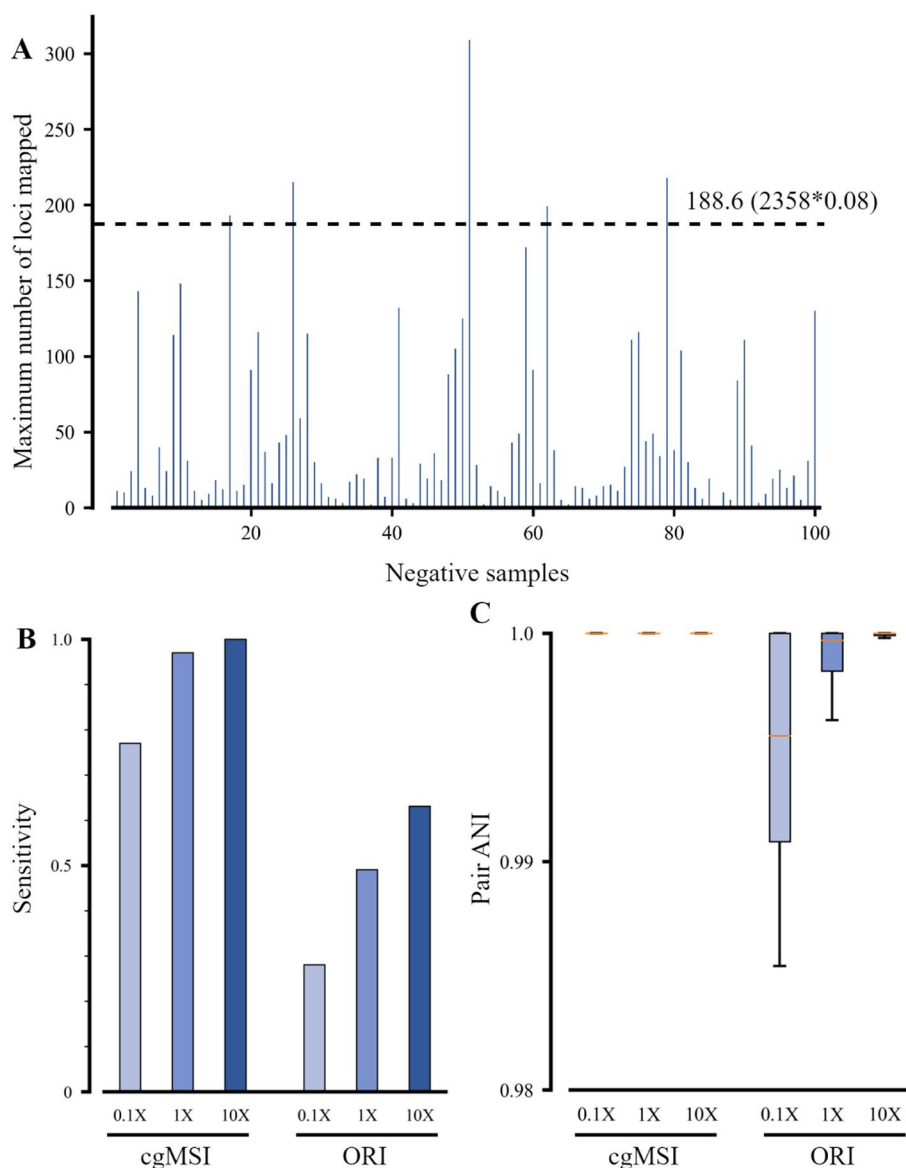 A
Maximum number of loci mapped
300
250
200
150
100
50
0
188.6 (2358*0.08)
20
40
60
80
100
Negative samples
B
Sensitivity
1.0
0.5
0
0.1X 1X 10X 0.1X 1X 10X
cgMSI ORI
C
Pair ANI
1.0
0.99
0.98
0.1X 1X 10X 0.1X 1X 10X
cgMSI ORI